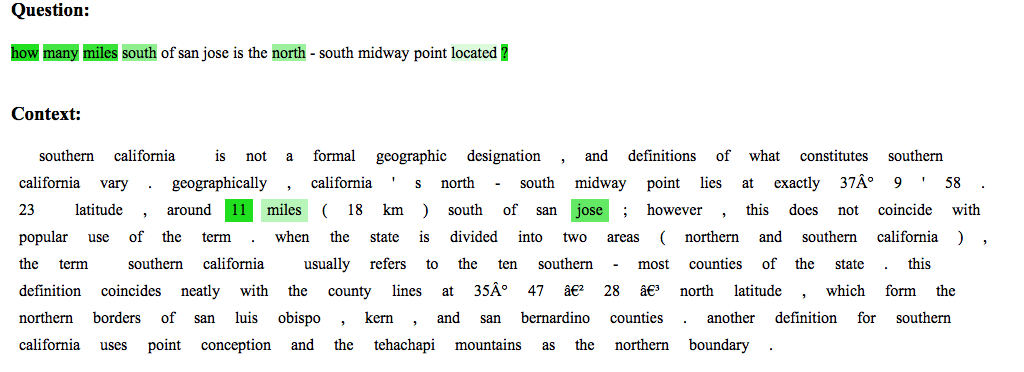 Question:
how many miles south of san jose is the north - south midway point located ?
Context:
southern california is not a formal geographic designation , and definitions of what constitutes southern
california vary . geographically , california ' s north - south midway point lies at exactly 37Â° 9 ' 58 .
23 latitude , around 11 miles ( 18 km ) south of san jose ; however , this does not coincide with
popular use of the term . when the state is divided into two areas ( northern and southern california ) ,
the term southern california usually refers to the ten southern - most counties of the state . this
definition coincides neatly with the county lines at 35Â° 47 â€² 28 â€³ north latitude , which form the
northern borders of san luis obispo , kern , and san bernardino counties . another definition for southern
california uses point conception and the tehachapi mountains as the northern boundary .